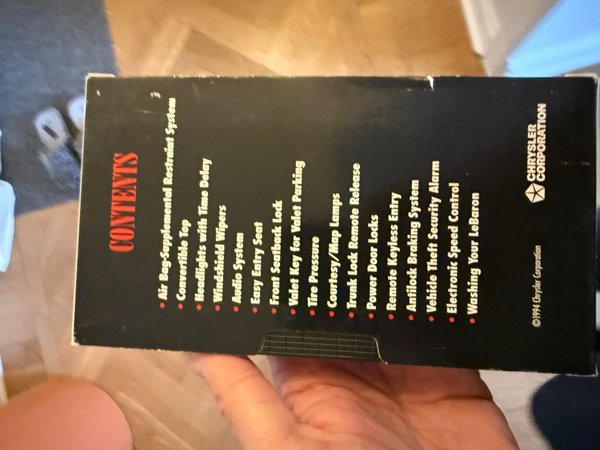 CONTENTS
• Air Bag-Supplemental Restraint System
• Convertible Top
• Headlights with Time Delay
• Windshield Wipers
• Audio System
• Easy Entry Seat
• Front Seatback Lock
• Valet Key for Valet Parking
• Tire Pressure
• Courtesy/Map Lamps
• Trunk Lock Remote Release
• Power Door Locks
• Remote Keyless Entry
• Antilock Braking System
• Vehicle Theft Security Alarm
• Electronic Speed Control
• Washing Your LeBaron
©1994 Chrysler Corporation
CHRYSLER
CORPORATION